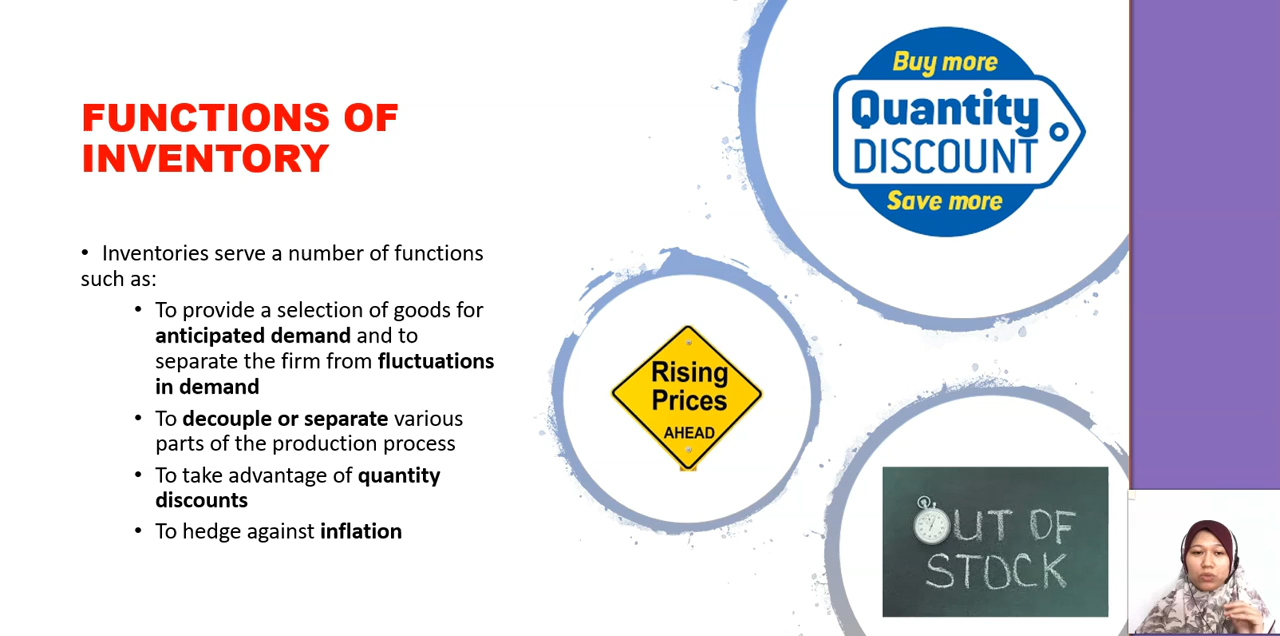 FUNCTIONS OF
INVENTORY
• Inventories serve a number of functions
such as:
• To provide a selection of goods for
anticipated demand and to
separate the firm from fluctuations
in demand
• To decouple or separate various
parts of the production process
• To take advantage of quantity
discounts
• To hedge against inflation
Buy more
Quantity
DISCOUNT
Save more
Rising
Prices
AHEAD
OUT OF
STOCK